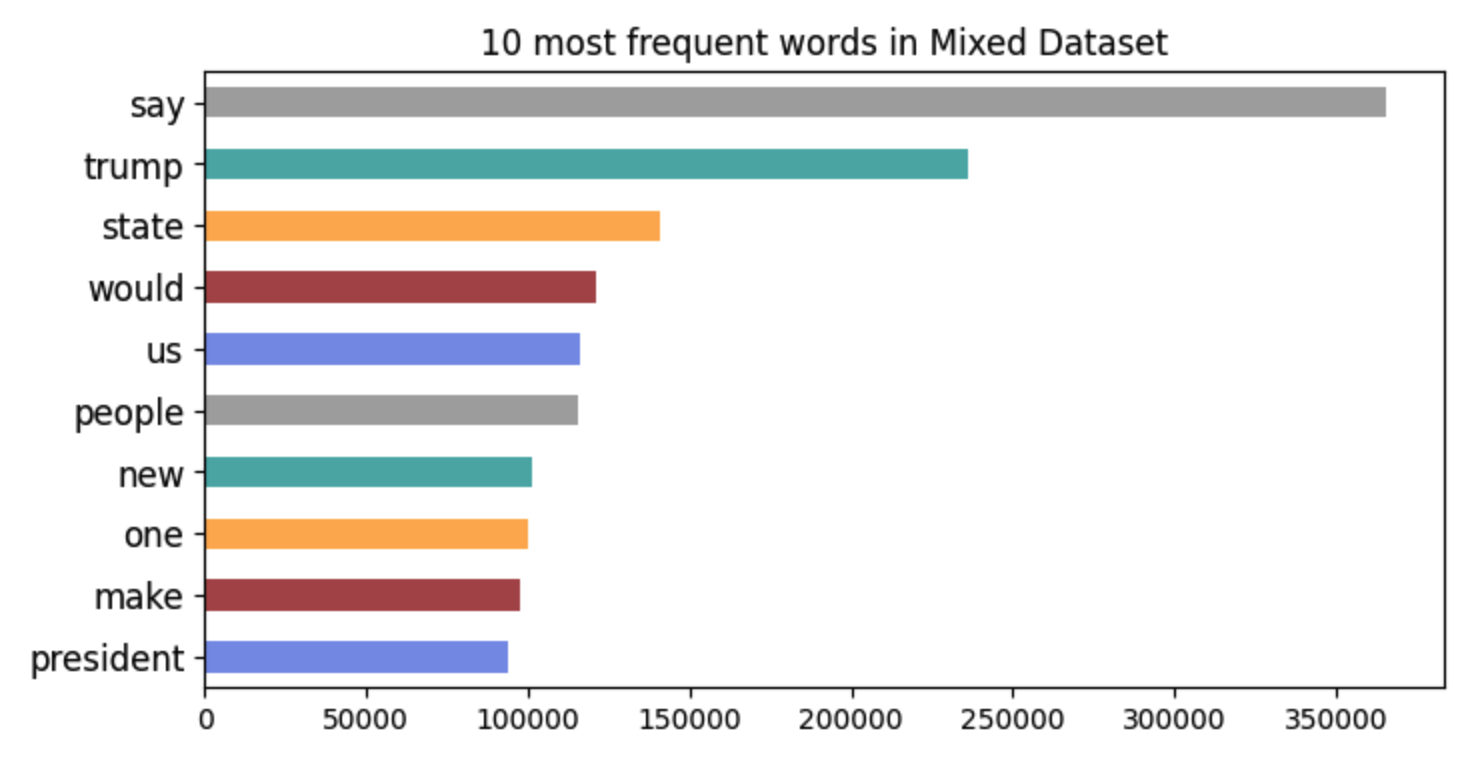 10 most frequent words in Mixed Dataset
say
trump
state
would
us
people
new
one
make
president
0 50000 100000 150000 200000 250000 300000 350000